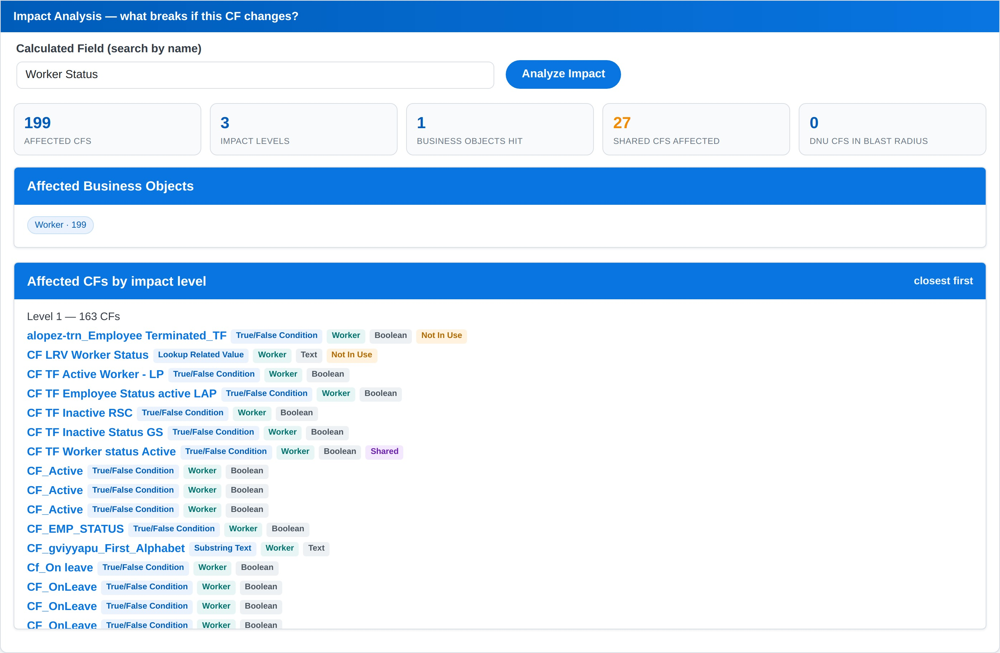 Impact Analysis — what breaks if this CF changes?
Calculated Field (search by name)
Worker Status
Analyze Impact
199
AFFECTED CFS
3
IMPACT LEVELS
1
BUSINESS OBJECTS HIT
27
SHARED CFS AFFECTED
0
DNU CFS IN BLAST RADIUS
Affected Business Objects
Worker · 199
Affected CFs by impact level closest first
Level 1 — 163 CFs
alopez-trn_Employee Terminated_TF True/False Condition Worker Boolean Not In Use
CF LRV Worker Status Lookup Related Value Worker Text Not In Use
CF TF Active Worker - LP True/False Condition Worker Boolean
CF TF Employee Status active LAP True/False Condition Worker Boolean
CF TF Inactive RSC True/False Condition Worker Boolean
CF TF Inactive Status GS True/False Condition Worker Boolean
CF TF Worker status Active True/False Condition Worker Boolean Shared
CF_Active True/False Condition Worker Boolean
CF_Active True/False Condition Worker Boolean
CF_Active True/False Condition Worker Boolean
CF_EMP_STATUS True/False Condition Worker Boolean
CF_gviyyapu_First_Alphabet Substring Text Worker Text
Cf_On leave True/False Condition Worker Boolean
CF_OnLeave True/False Condition Worker Boolean
CF_OnLeave True/False Condition Worker Boolean
CF_OnLeave True/False Condition Worker Boolean